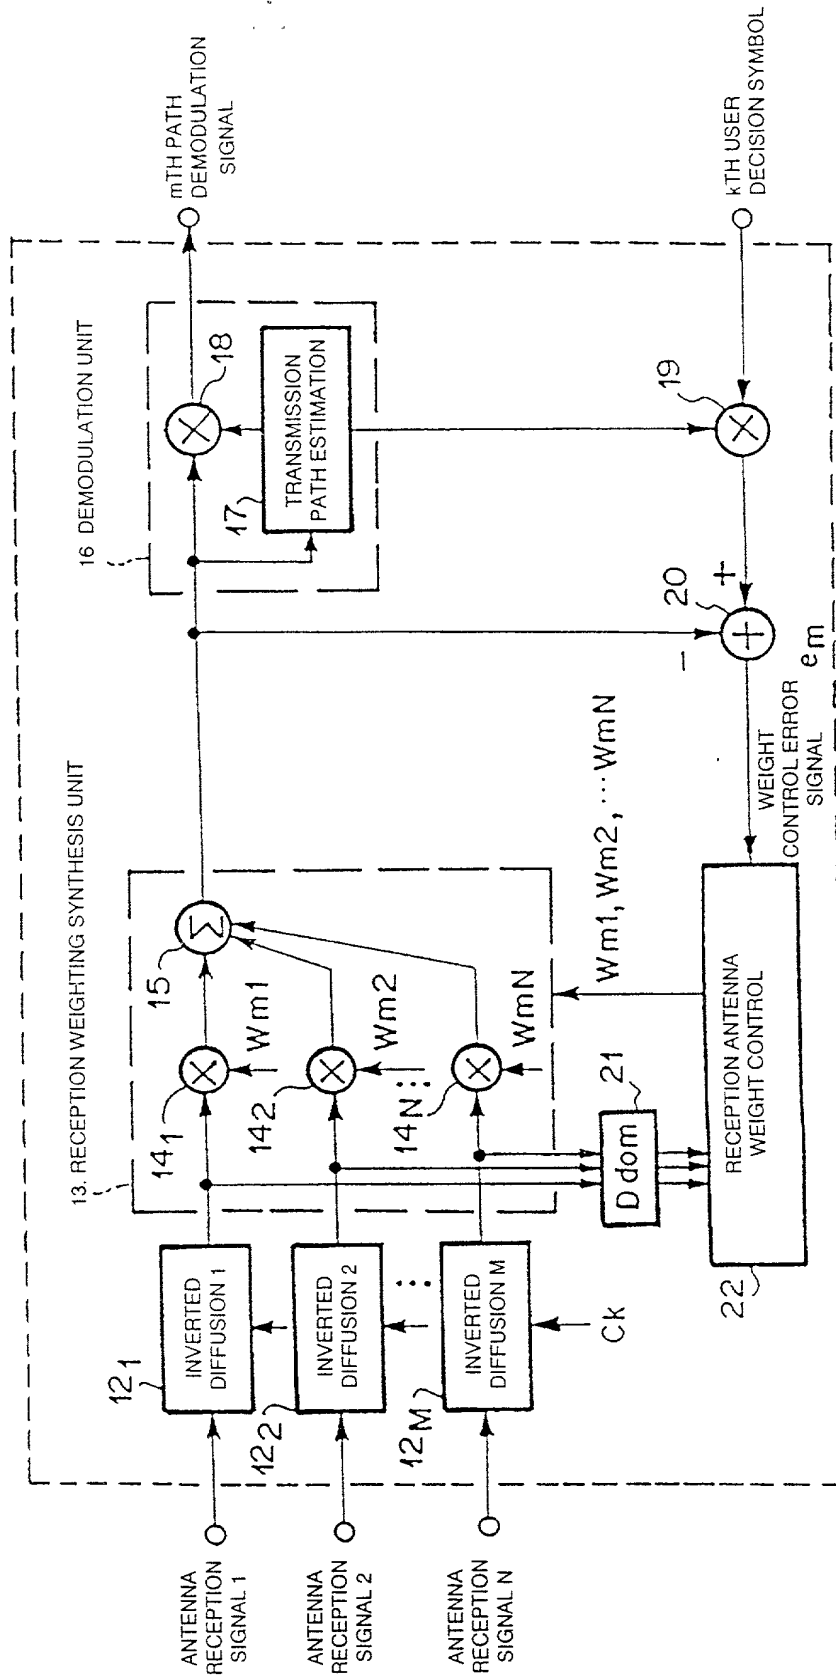 ANTENNA
RECEPTION
SIGNAL 1
ANTENNA
RECEPTION
SIGNAL 2
ANTENNA
RECEPTION
SIGNAL N
12₁
INVERTED
DIFFUSION 1
12₂
INVERTED
DIFFUSION 2
⋮
12M
INVERTED
DIFFUSION M
Ck
13. RECEPTION WEIGHTING SYNTHESIS UNIT
14₁
Wm1
14₂
Wm2
14N
⋮
WmN
15
Σ
D dom
21
RECEPTION ANTENNA
WEIGHT CONTROL
22
Wm1, Wm2, ··· WmN
16 DEMODULATION UNIT
17
TRANSMISSION
PATH ESTIMATION
18
mTH PATH
DEMODULATION
SIGNAL
19
20
+
−
WEIGHT
CONTROL ERROR
SIGNAL
em
kTH USER
DECISION SYMBOL